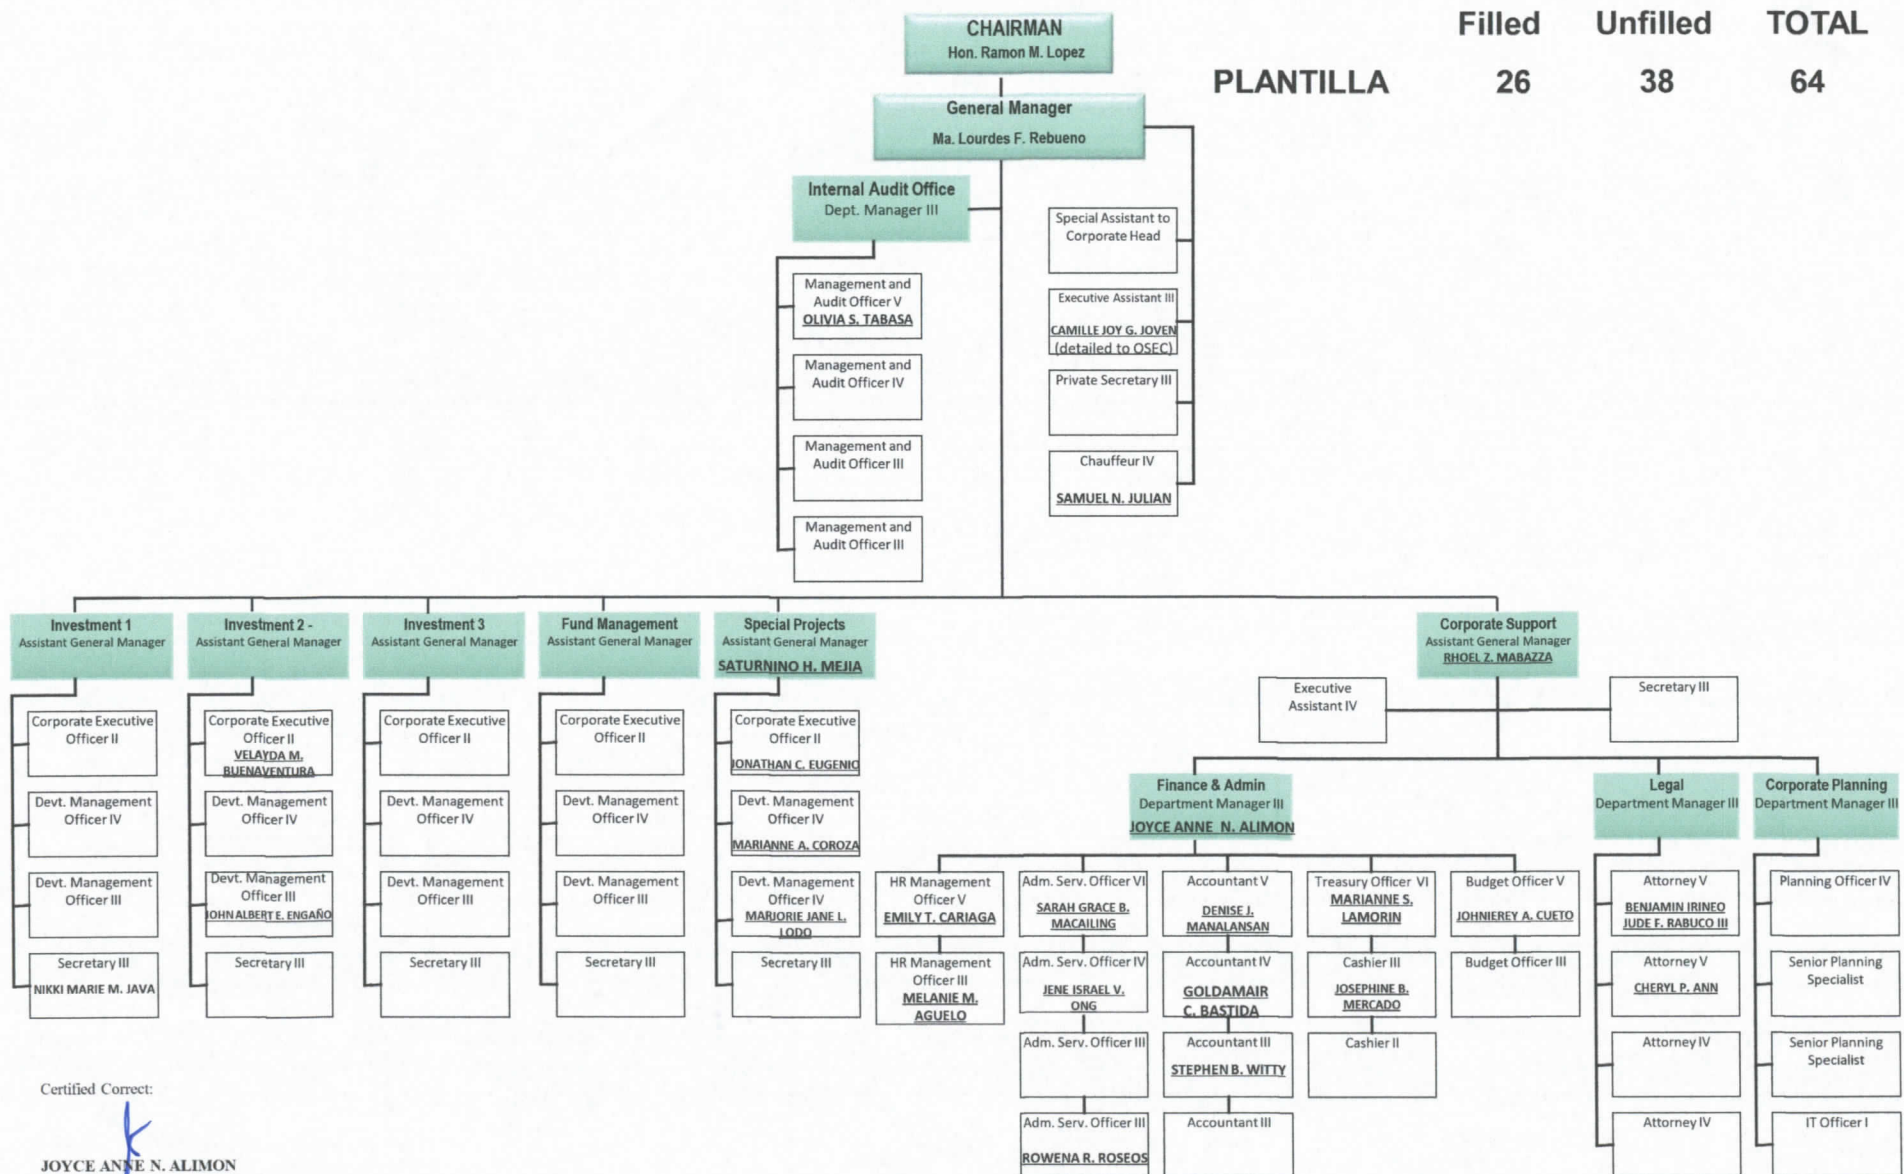 Filled Unfilled TOTAL
PLANTILLA 26 38 64
CHAIRMAN
Hon. Ramon M. Lopez
General Manager
Ma. Lourdes F. Rebueno
Internal Audit Office
Dept. Manager III
Management and
Audit Officer V
OLIVIA S. TABASA
Management and
Audit Officer IV
Management and
Audit Officer III
Management and
Audit Officer III
Special Assistant to
Corporate Head
Executive Assistant III
CAMILLE JOY G. JOVEN
(detailed to OSEC)
Private Secretary III
Chauffeur IV
SAMUEL N. JULIAN
Investment 1
Assistant General Manager
Corporate Executive
Officer II
Devt. Management
Officer IV
Devt. Management
Officer III
Secretary III
NIKKI MARIE M. JAVA
Investment 2 -
Assistant General Manager
Corporate Executive
Officer II
VELAYDA M.
BUENAVENTURA
Devt. Management
Officer IV
Devt. Management
Officer III
JOHN ALBERT E. ENGAÑO
Secretary III
Investment 3
Assistant General Manager
Corporate Executive
Officer II
Devt. Management
Officer IV
Devt. Management
Officer III
Secretary III
Fund Management
Assistant General Manager
Corporate Executive
Officer II
Devt. Management
Officer IV
Devt. Management
Officer III
Secretary III
Special Projects
Assistant General Manager
SATURNINO H. MEJIA
Corporate Executive
Officer II
JONATHAN C. EUGENIO
Devt. Management
Officer IV
MARIANNE A. COROZA
Devt. Management
Officer IV
MARJORIE JANE L.
LODO
Secretary III
Corporate Support
Assistant General Manager
RHOEL Z. MABAZZA
Executive
Assistant IV
Secretary III
Finance & Admin
Department Manager III
JOYCE ANNE N. ALIMON
HR Management
Officer V
EMILY T. CARIAGA
HR Management
Officer III
MELANIE M.
AGUELO
Adm. Serv. Officer VI
SARAH GRACE B.
MACAILING
Adm. Serv. Officer IV
JENE ISRAEL V.
ONG
Adm. Serv. Officer III
Adm. Serv. Officer III
ROWENA R. ROSEOS
Accountant V
DENISE J.
MANALANSAN
Accountant IV
GOLDAMAIR
C. BASTIDA
Accountant III
STEPHEN B. WITTY
Accountant III
Treasury Officer VI
MARIANNE S.
LAMORIN
Cashier III
JOSEPHINE B.
MERCADO
Cashier II
Budget Officer V
JOHNIEREY A. CUETO
Budget Officer III
Legal
Department Manager III
Attorney V
BENJAMIN IRINEO
JUDE F. RABUCO III
Attorney V
CHERYL P. ANN
Attorney IV
Attorney IV
Corporate Planning
Department Manager III
Planning Officer IV
Senior Planning
Specialist
Senior Planning
Specialist
IT Officer I
Certified Correct:
JOYCE ANNE N. ALIMON